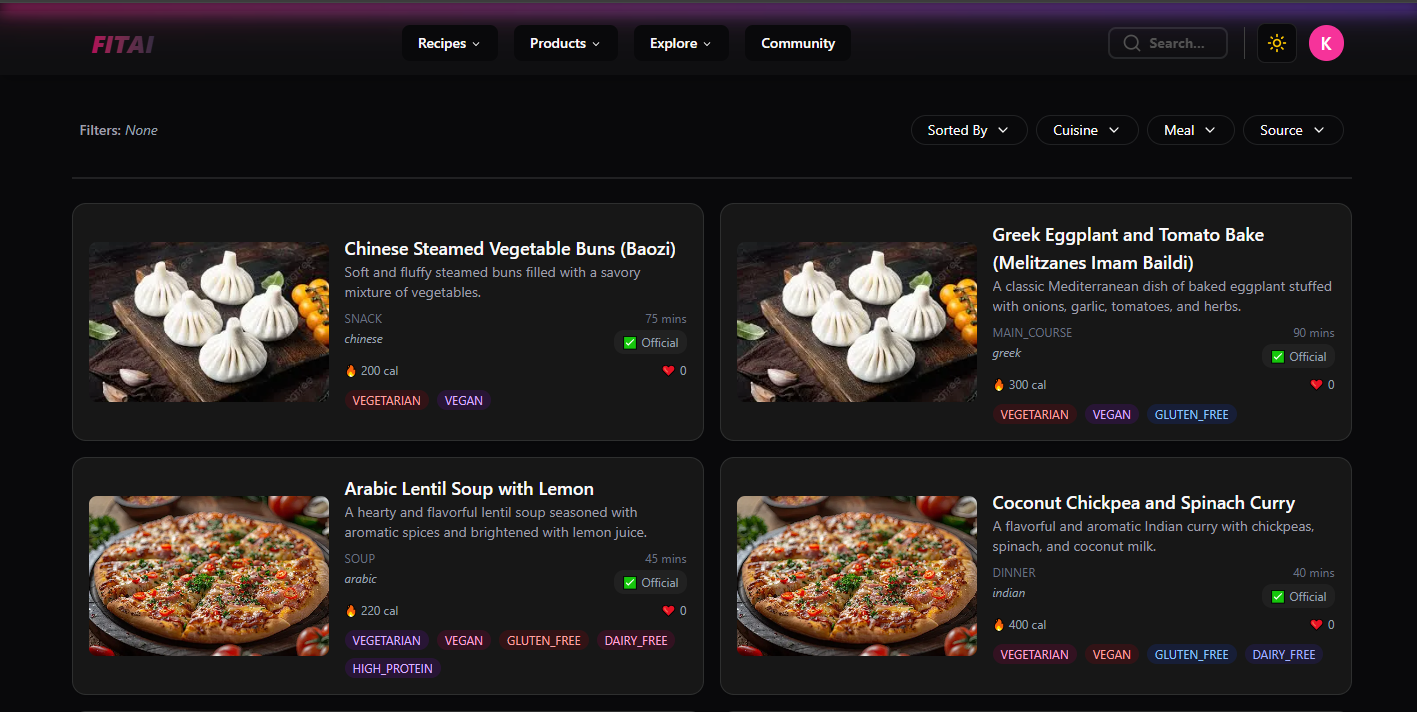 FITAI
Recipes
Products
Explore
Community
Search...
K
Filters: None
Sorted By
Cuisine
Meal
Source
Chinese Steamed Vegetable Buns (Baozi)
Soft and fluffy steamed buns filled with a savory
mixture of vegetables.
SNACK
75 mins
chinese
Official
200 cal
0
VEGETARIAN
VEGAN
Greek Eggplant and Tomato Bake
(Melitzanes Imam Baildi)
A classic Mediterranean dish of baked eggplant stuffed
with onions, garlic, tomatoes, and herbs.
MAIN_COURSE
90 mins
greek
Official
300 cal
0
VEGETARIAN
VEGAN
GLUTEN_FREE
Arabic Lentil Soup with Lemon
A hearty and flavorful lentil soup seasoned with
aromatic spices and brightened with lemon juice.
SOUP
45 mins
arabic
Official
220 cal
0
VEGETARIAN
VEGAN
GLUTEN_FREE
DAIRY_FREE
HIGH_PROTEIN
Coconut Chickpea and Spinach Curry
A flavorful and aromatic Indian curry with chickpeas,
spinach, and coconut milk.
DINNER
40 mins
indian
Official
400 cal
0
VEGETARIAN
VEGAN
GLUTEN_FREE
DAIRY_FREE